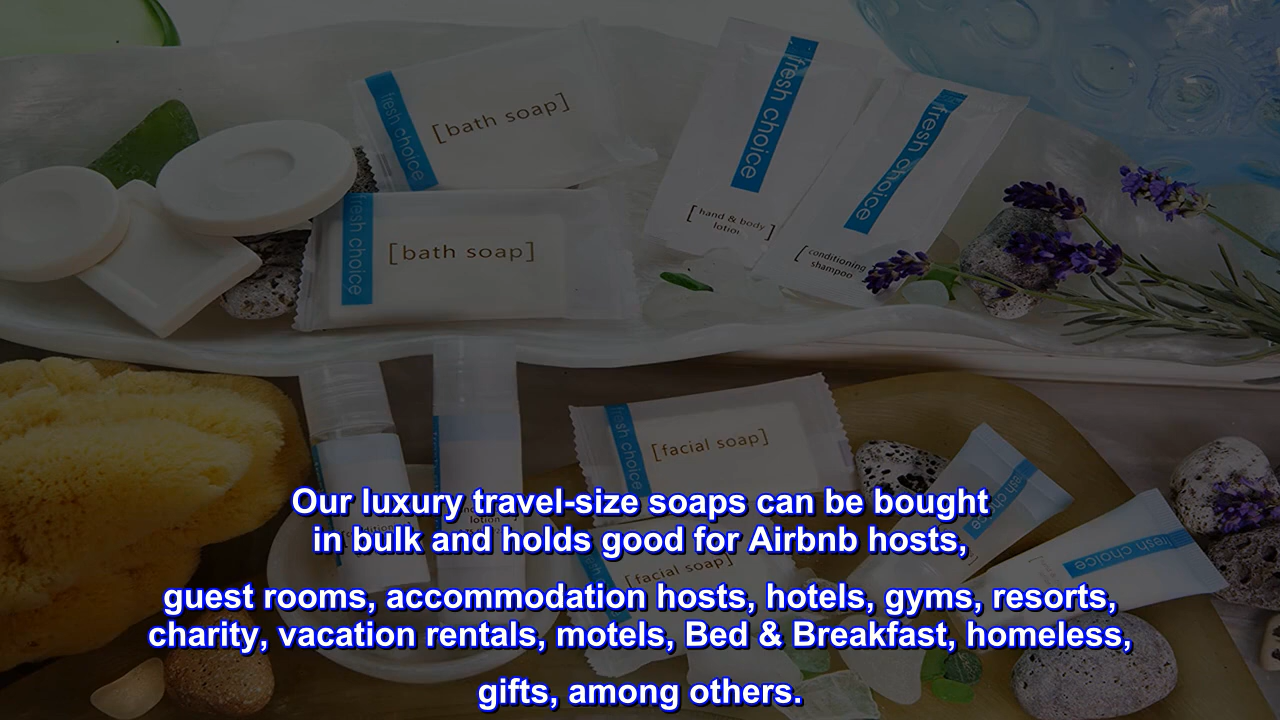 fresh choice
[bath soap]
fresh choice
[bath soap]
fresh choice
[hand & body
lotion]
fresh choice
[conditioning
shampoo]
fresh choice
[facial soap]
lotion
[facial soap]
fresh choice
fresh choice
Our luxury travel-size soaps can be bought
in bulk and holds good for Airbnb hosts,
guest rooms, accommodation hosts, hotels, gyms, resorts,
charity, vacation rentals, motels, Bed & Breakfast, homeless,
gifts, among others.